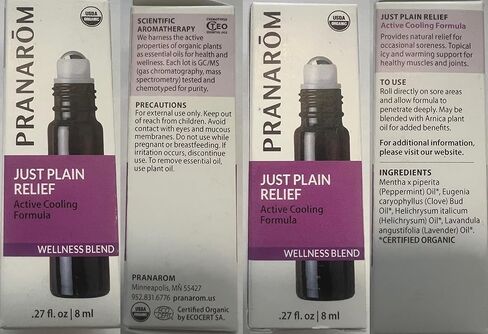 PRANARŌM
USDA
ORGANIC
JUST PLAIN
RELIEF
Active Cooling
Formula
WELLNESS BLEND
.27 fl. oz | 8 ml
SCIENTIFIC
AROMATHERAPY
We harness the active
properties of organic plants
as essential oils for health and
wellness. Each lot is GC/MS
(gas chromatography, mass
spectrometry) tested and
chemotyped for purity.
PRECAUTIONS
For external use only. Keep out
of reach from children. Avoid
contact with eyes and mucous
membranes. Do not use while
pregnant or breastfeeding. If
irritation occurs, discontinue
use. To remove essential oil,
use plant oil.
PRANAROM
Minneapolis, MN 55427
952.831.6776 pranarom.us
Certified Organic
by ECOCERT SA.
PRANARŌM
USDA
ORGANIC
JUST PLAIN
RELIEF
Active Cooling
Formula
WELLNESS BLEND
.27 fl. oz | 8 ml
JUST PLAIN RELIEF
Active Cooling Formula
Provides natural relief for
occasional soreness. Topical
icy and warming support for
healthy muscles and joints.
TO USE
Roll directly on sore areas
and allow formula to
penetrate deeply. May be
blended with Arnica plant
oil for added benefits.
For additional information,
please visit our website.
INGREDIENTS
Mentha x piperita
(Peppermint) Oil*, Eugenia
caryophyllus (Clove) Bud
Oil*, Helichrysum italicum
(Helichrysum) Oil*, Lavandula
angustifolia (Lavender) Oil*.
*CERTIFIED ORGANIC